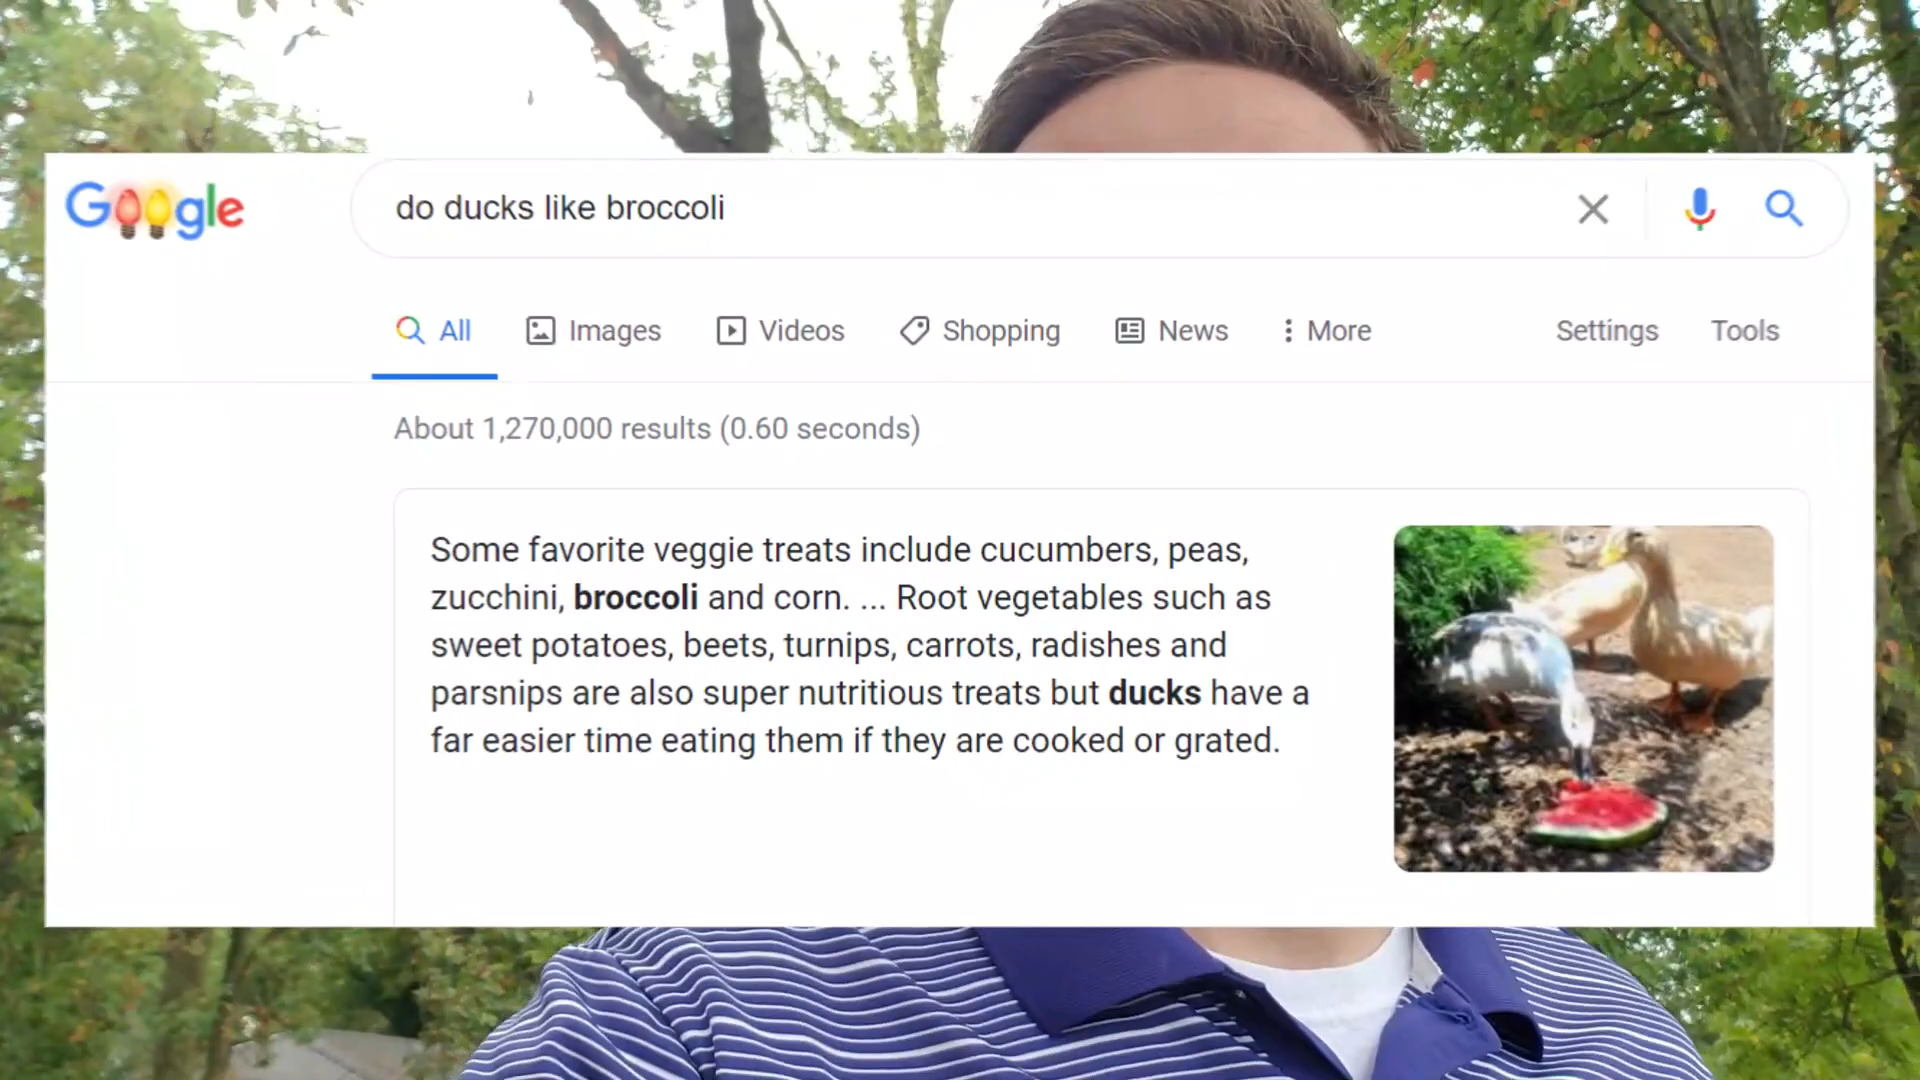 Google
do ducks like broccoli
All Images Videos Shopping News More Settings Tools
About 1,270,000 results (0.60 seconds)
Some favorite veggie treats include cucumbers, peas,
zucchini, broccoli and corn. ... Root vegetables such as
sweet potatoes, beets, turnips, carrots, radishes and
parsnips are also super nutritious treats but ducks have a
far easier time eating them if they are cooked or grated.